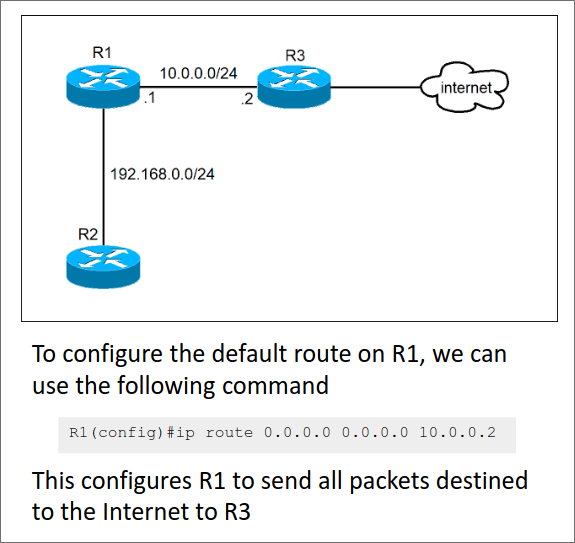 R1
10.0.0.0/24
R3
internet
.1
.2
192.168.0.0/24
R2
To configure the default route on R1, we can
use the following command
R1(config)#ip route 0.0.0.0 0.0.0.0 10.0.0.2
This configures R1 to send all packets destined
to the Internet to R3